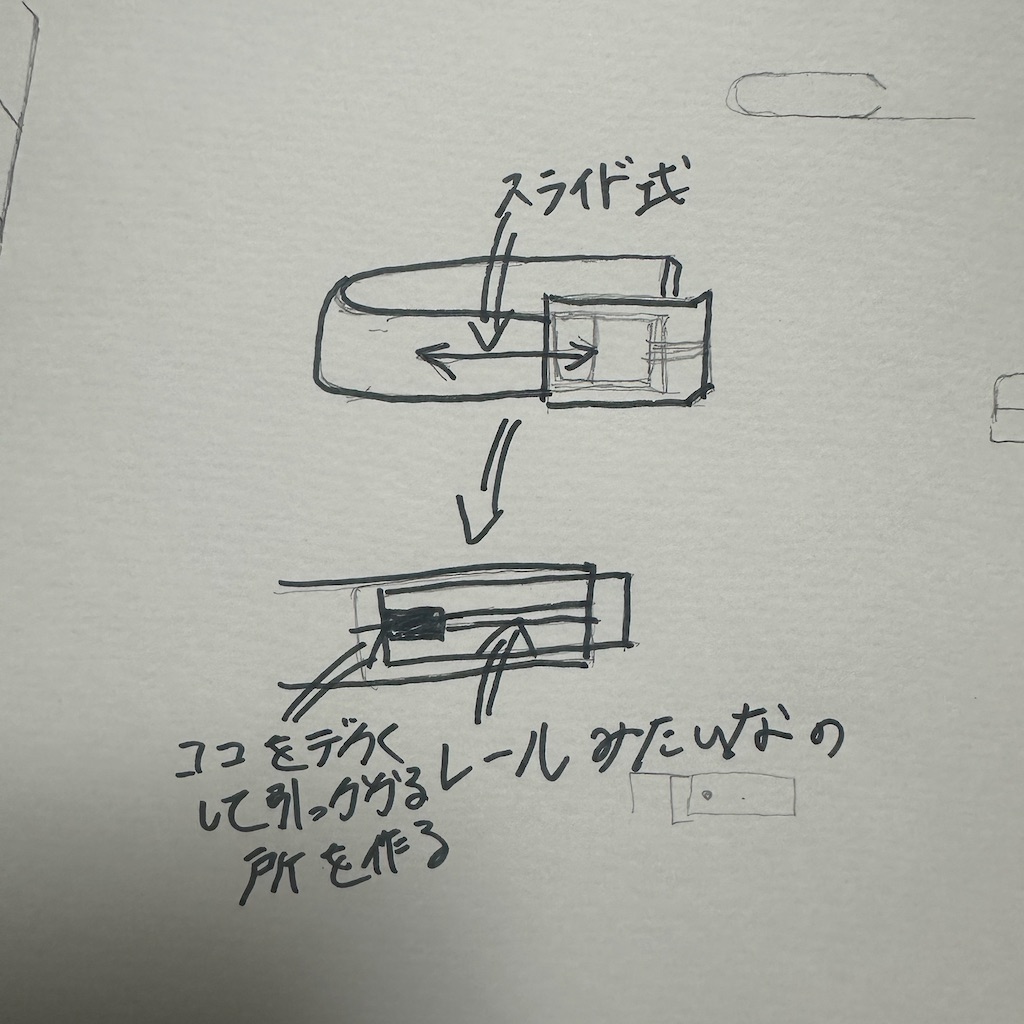 スライド式
ココをデカく
して引っかかる
所を作る
レールみたいなの